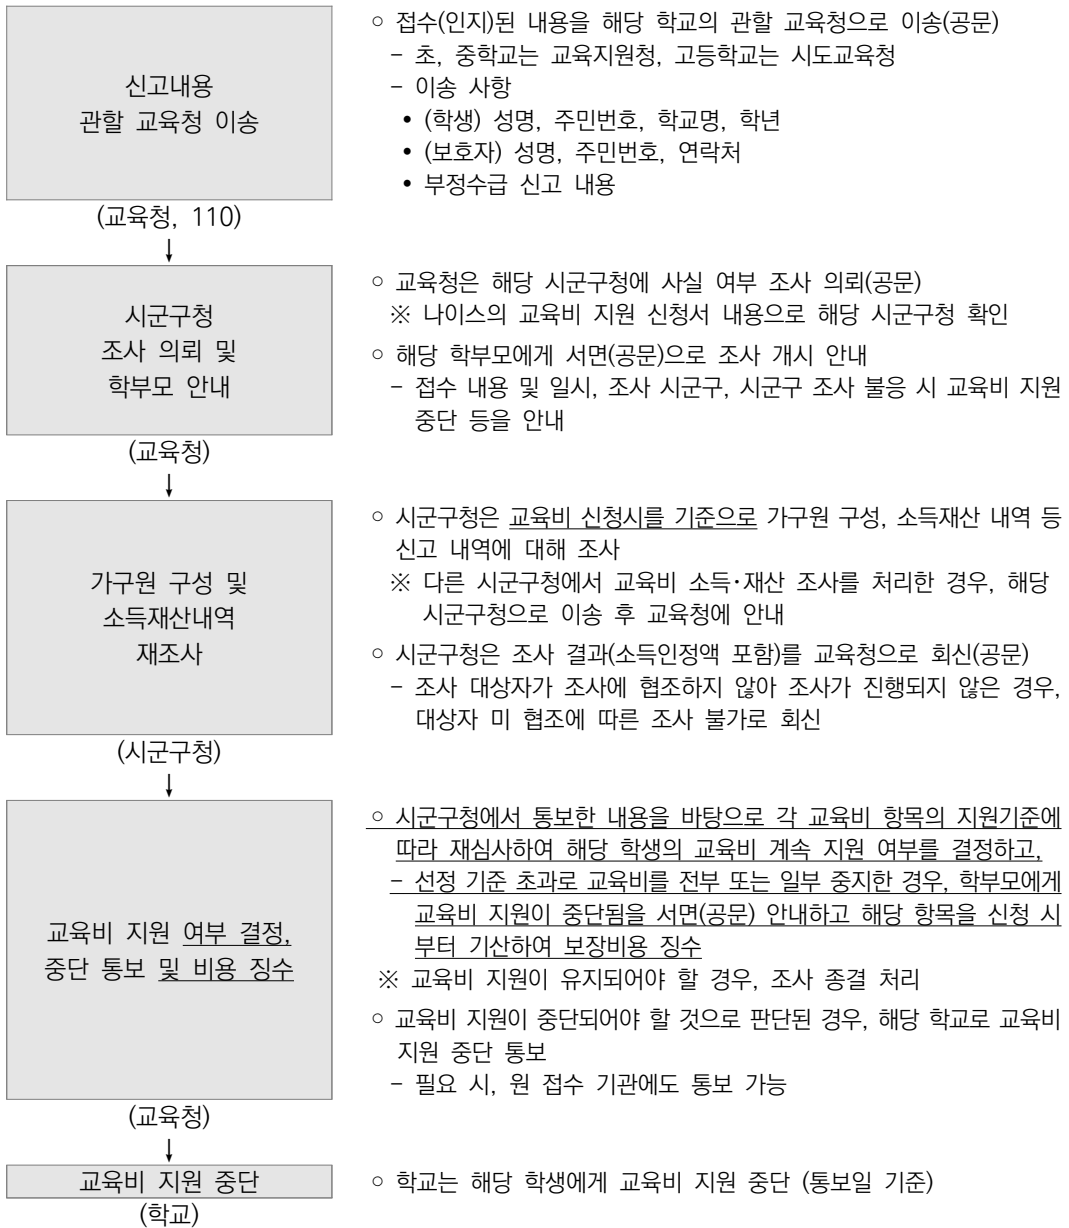 신고내용
관할 교육청 이송
(교육청, 110)
○ 접수(인지)된 내용을 해당 학교의 관할 교육청으로 이송(공문)
- 초, 중학교는 교육지원청, 고등학교는 시도교육청
- 이송 사항
• (학생) 성명, 주민번호, 학교명, 학년
• (보호자) 성명, 주민번호, 연락처
• 부정수급 신고 내용
↓
시군구청
조사 의뢰 및
학부모 안내
(교육청)
○ 교육청은 해당 시군구청에 사실 여부 조사 의뢰(공문)
※ 나이스의 교육비 지원 신청서 내용으로 해당 시군구청 확인
○ 해당 학부모에게 서면(공문)으로 조사 개시 안내
- 접수 내용 및 일시, 조사 시군구, 시군구 조사 불응 시 교육비 지원
중단 등을 안내
↓
가구원 구성 및
소득재산내역
재조사
(시군구청)
○ 시군구청은 교육비 신청시를 기준으로 가구원 구성, 소득재산 내역 등
신고 내역에 대해 조사
※ 다른 시군구청에서 교육비 소득·재산 조사를 처리한 경우, 해당
시군구청으로 이송 후 교육청에 안내
○ 시군구청은 조사 결과(소득인정액 포함)를 교육청으로 회신(공문)
- 조사 대상자가 조사에 협조하지 않아 조사가 진행되지 않은 경우,
대상자 미 협조에 따른 조사 불가로 회신
↓
교육비 지원 여부 결정,
중단 통보 및 비용 징수
(교육청)
○ 시군구청에서 통보한 내용을 바탕으로 각 교육비 항목의 지원기준에
따라 재심사하여 해당 학생의 교육비 계속 지원 여부를 결정하고,
- 선정 기준 초과로 교육비를 전부 또는 일부 중지한 경우, 학부모에게
교육비 지원이 중단됨을 서면(공문) 안내하고 해당 항목을 신청 시
부터 기산하여 보장비용 징수
※ 교육비 지원이 유지되어야 할 경우, 조사 종결 처리
○ 교육비 지원이 중단되어야 할 것으로 판단된 경우, 해당 학교로 교육비
지원 중단 통보
- 필요 시, 원 접수 기관에도 통보 가능
↓
교육비 지원 중단
(학교)
○ 학교는 해당 학생에게 교육비 지원 중단 (통보일 기준)